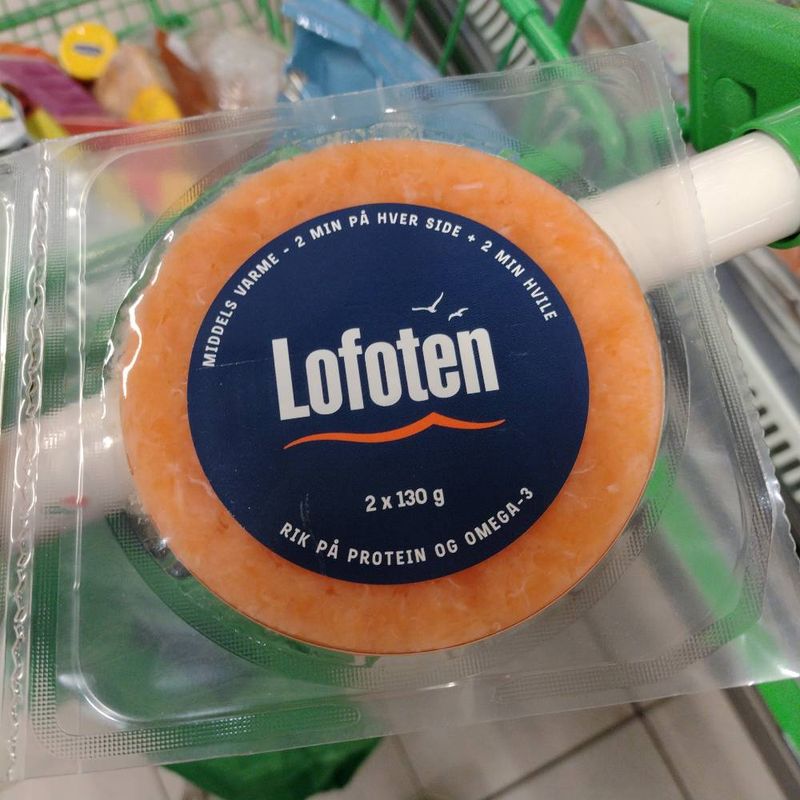 MIDDELS VARME - 2 MIN PÅ HVER SIDE + 2 MIN HVILE
Lofoten
2 x 130 g
RIK PÅ PROTEIN OG OMEGA-3